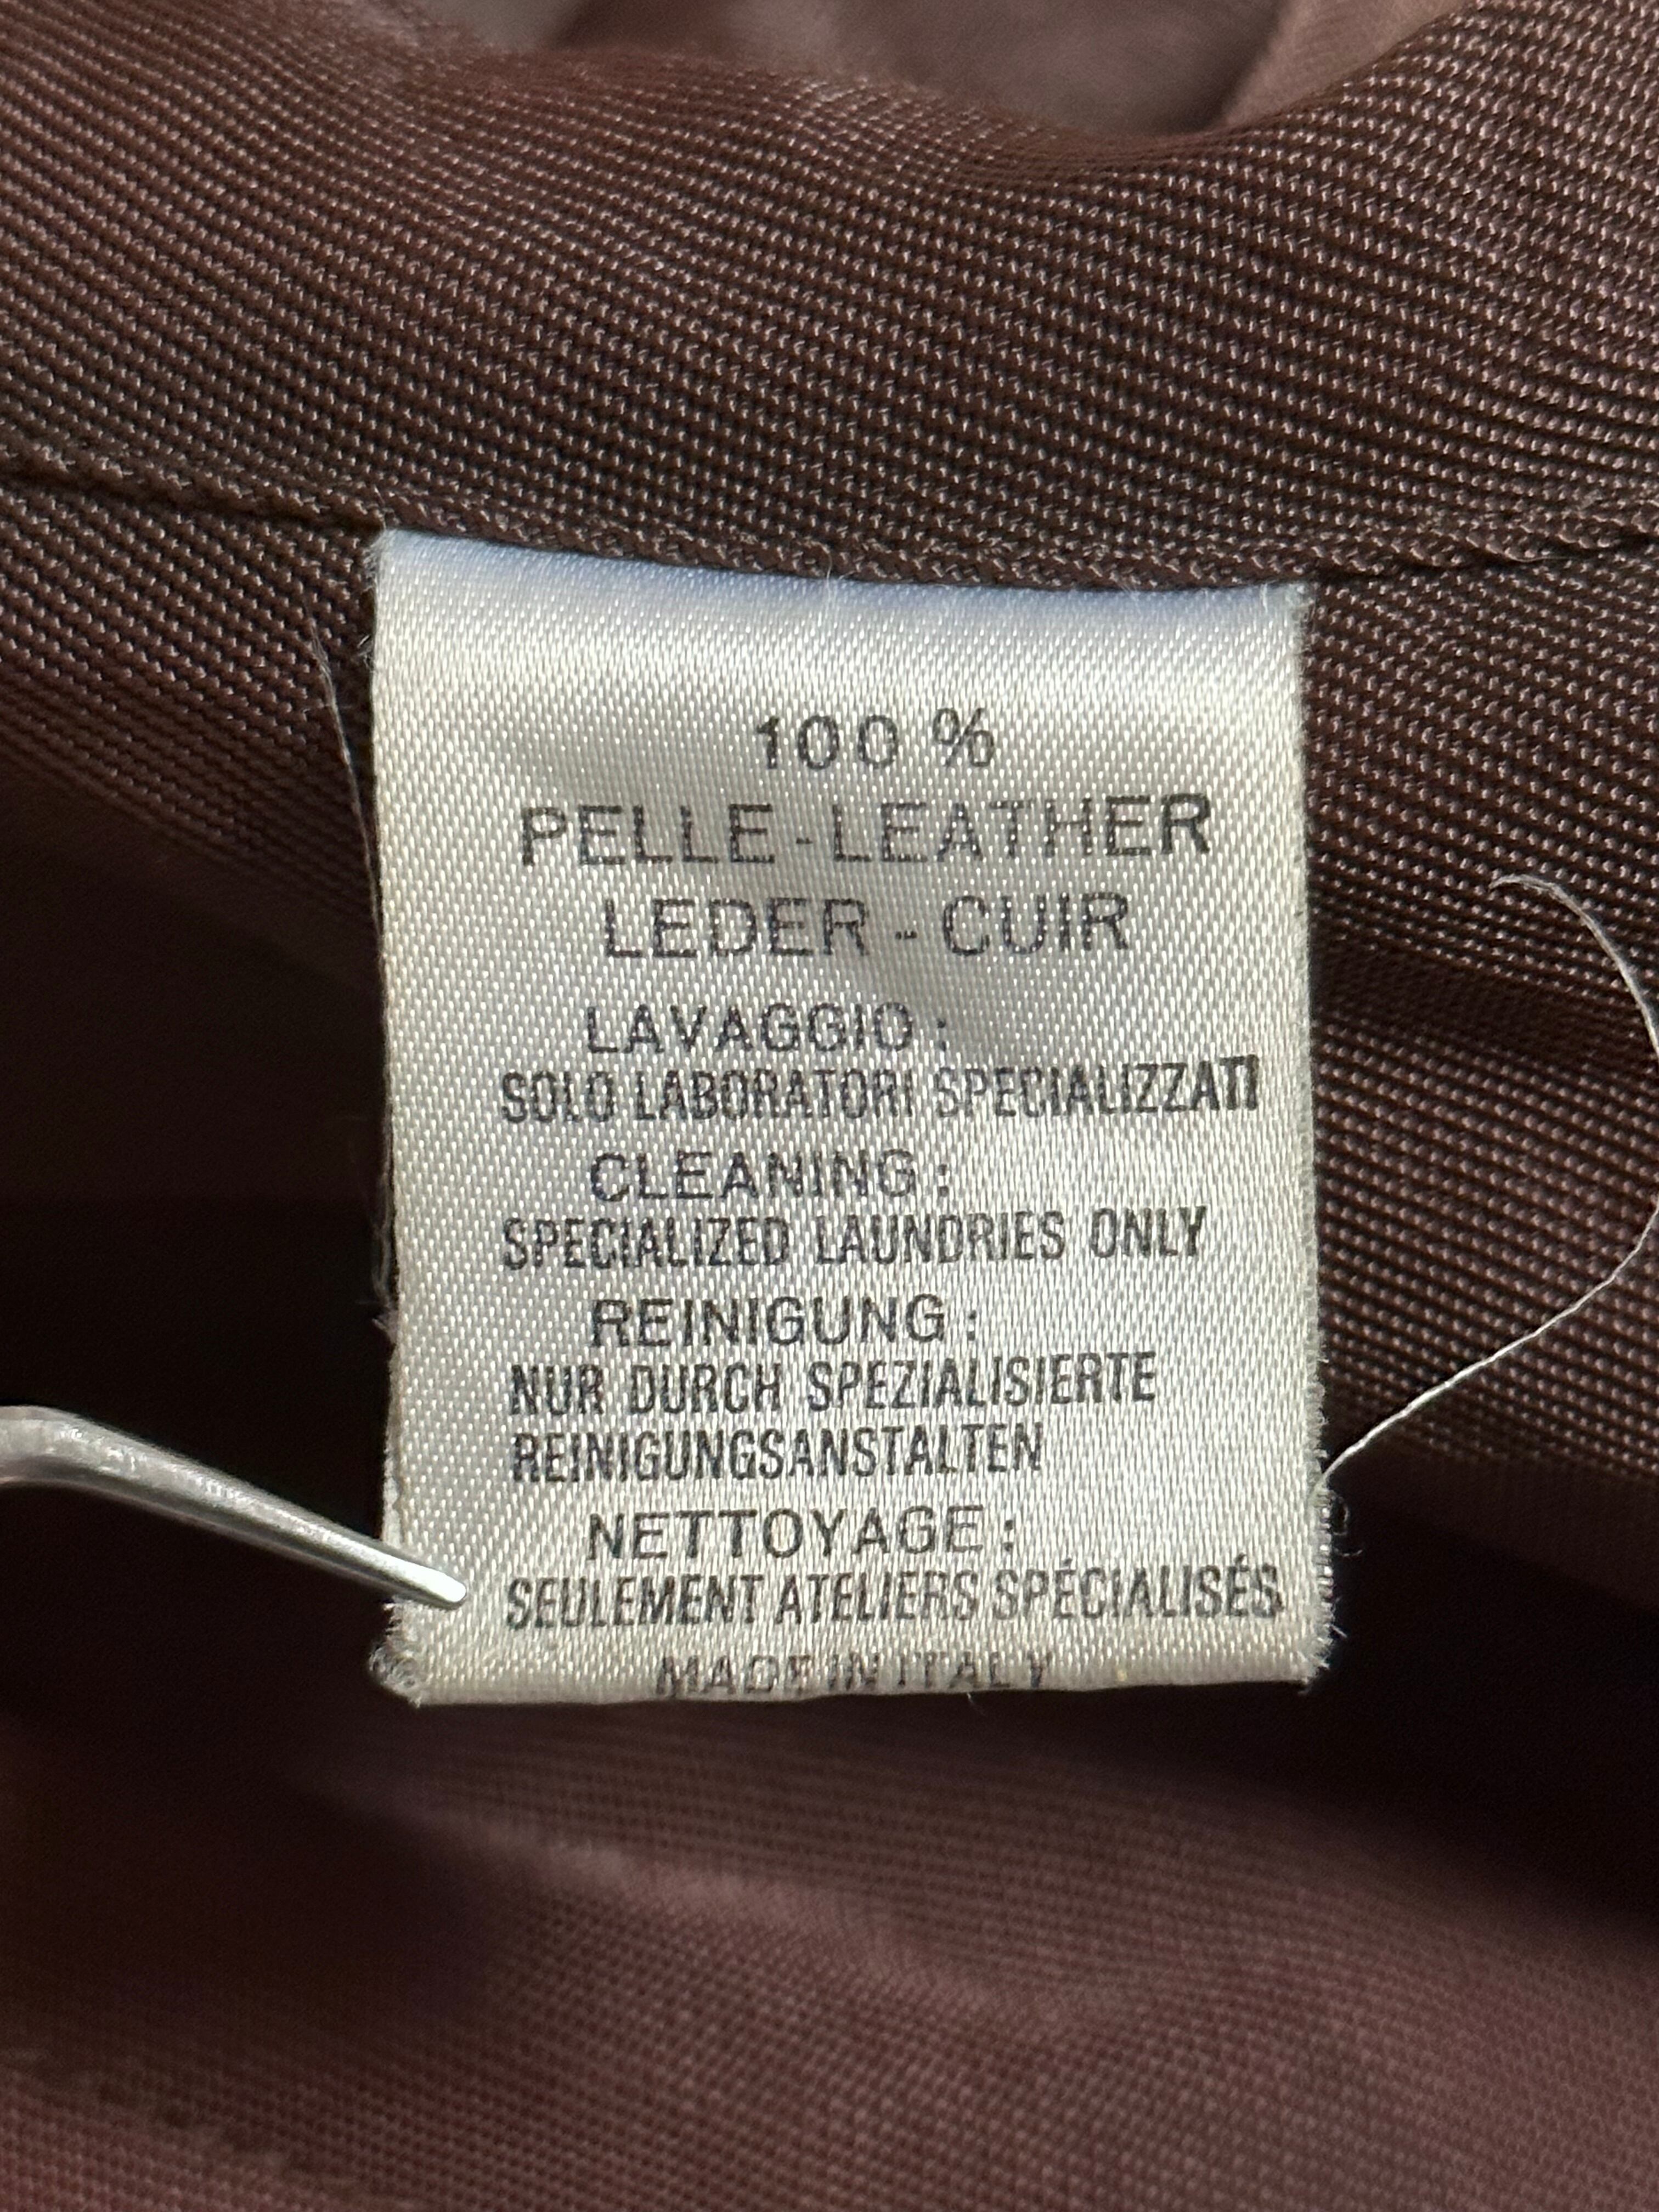 100 %
PELLE - LEATHER
LEDER - CUIR
LAVAGGIO :
SOLO LABORATORI SPECIALIZZATI
CLEANING :
SPECIALIZED LAUNDRIES ONLY
REINIGUNG :
NUR DURCH SPEZIALISIERTE
REINIGUNGSANSTALTEN
NETTOYAGE :
SEULEMENT ATELIERS SPÉCIALISÉS
MADE IN ITALY